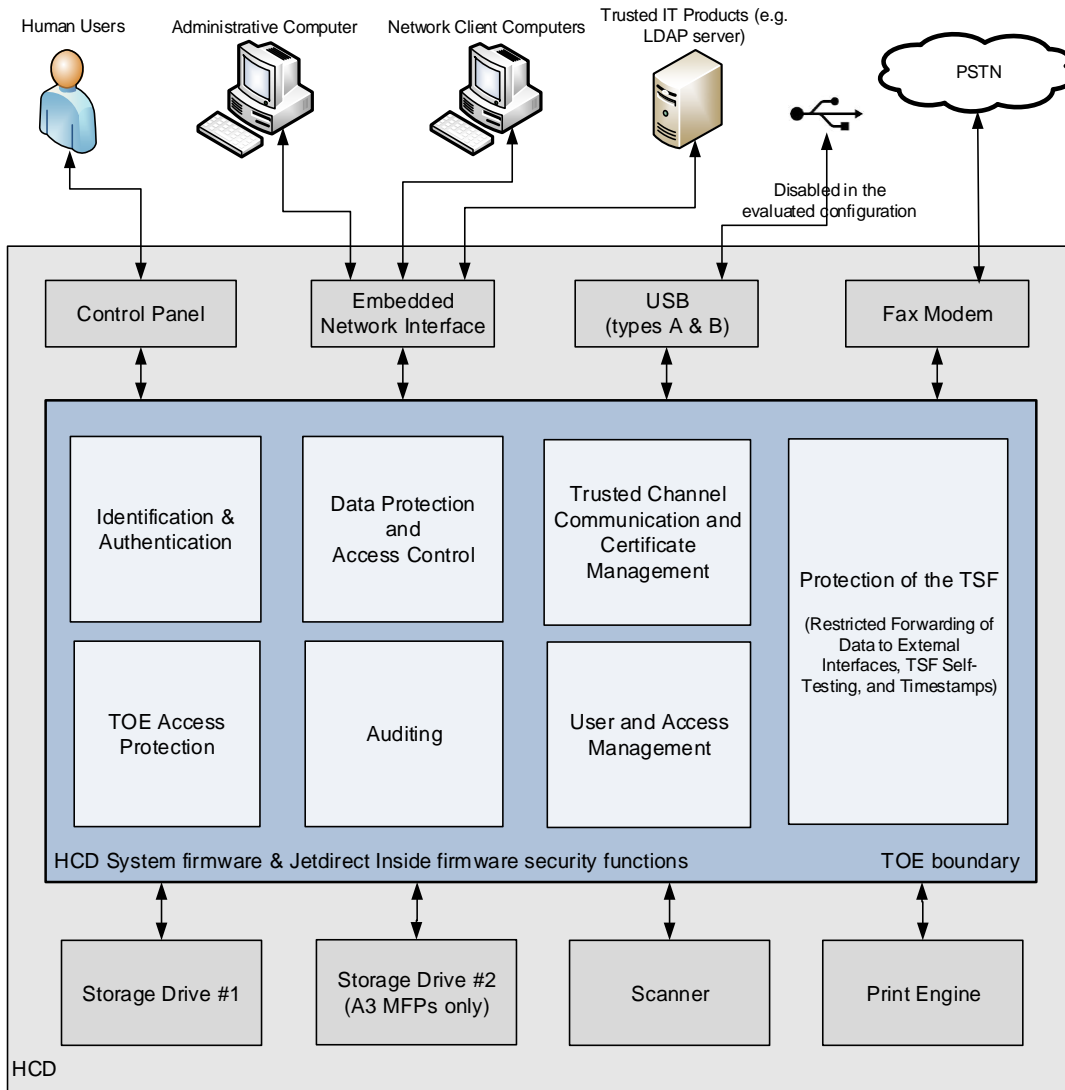 Human Users
Administrative Computer
Network Client Computers
Trusted IT Products (e.g.
LDAP server)
PSTN
Disabled in the
evaluated configuration
Control Panel
Embedded
Network Interface
USB
(types A & B)
Fax Modem
Identification &
Authentication
Data Protection
and
Access Control
Trusted Channel
Communication and
Certificate
Management
Protection of the TSF
(Restricted Forwarding of
Data to External
Interfaces, TSF Self-
Testing, and Timestamps)
TOE Access
Protection
Auditing
User and Access
Management
HCD System firmware & Jetdirect Inside firmware security functions
TOE boundary
Storage Drive #1
Storage Drive #2
(A3 MFPs only)
Scanner
Print Engine
HCD